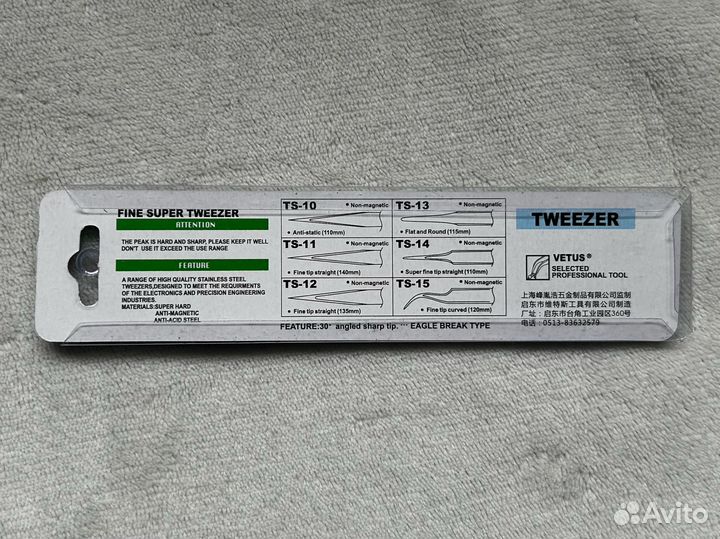 FINE SUPER TWEEZER
ATTENTION
THE PEAK IS HARD AND SHARP, PLEASE KEEP IT WELL
DON'T USE IT EXCEED THE USE RANGE
FEATURE
A RANGE OF HIGH QUALITY STAINLESS STEEL
TWEEZERS,DESIGNED TO MEET THE REQUIRMENTS
OF THE ELECTRONICS AND PRECISION ENGINEERING
INDUSTRIES.
MATERIALS:SUPER HARD
ANTI-MAGNETIC
ANTI-ACID STEEL
TS-10 • Non-magnetic
• Anti-static (110mm)
TS-13 • Non-magnetic
• Flat and Round (115mm)
TS-11 • Non-magnetic
• Fine tip straight (140mm)
TS-14 • Non-magnetic
• Super fine tip straight (110mm)
TS-12 • Non-magnetic
• Fine tip straight (135mm)
TS-15 • Non-magnetic
• Fine tip curved (120mm)
FEATURE:30° angled sharp tip. ··· EAGLE BREAK TYPE
TWEEZER
VETUS®
SELECTED
PROFESSIONAL TOOL
上海峰胤浩五金制品有限公司监制
启东市维特斯工具有限公司制造
厂址：启东市台角工业园区360号
电话：0513-83632579
Avito